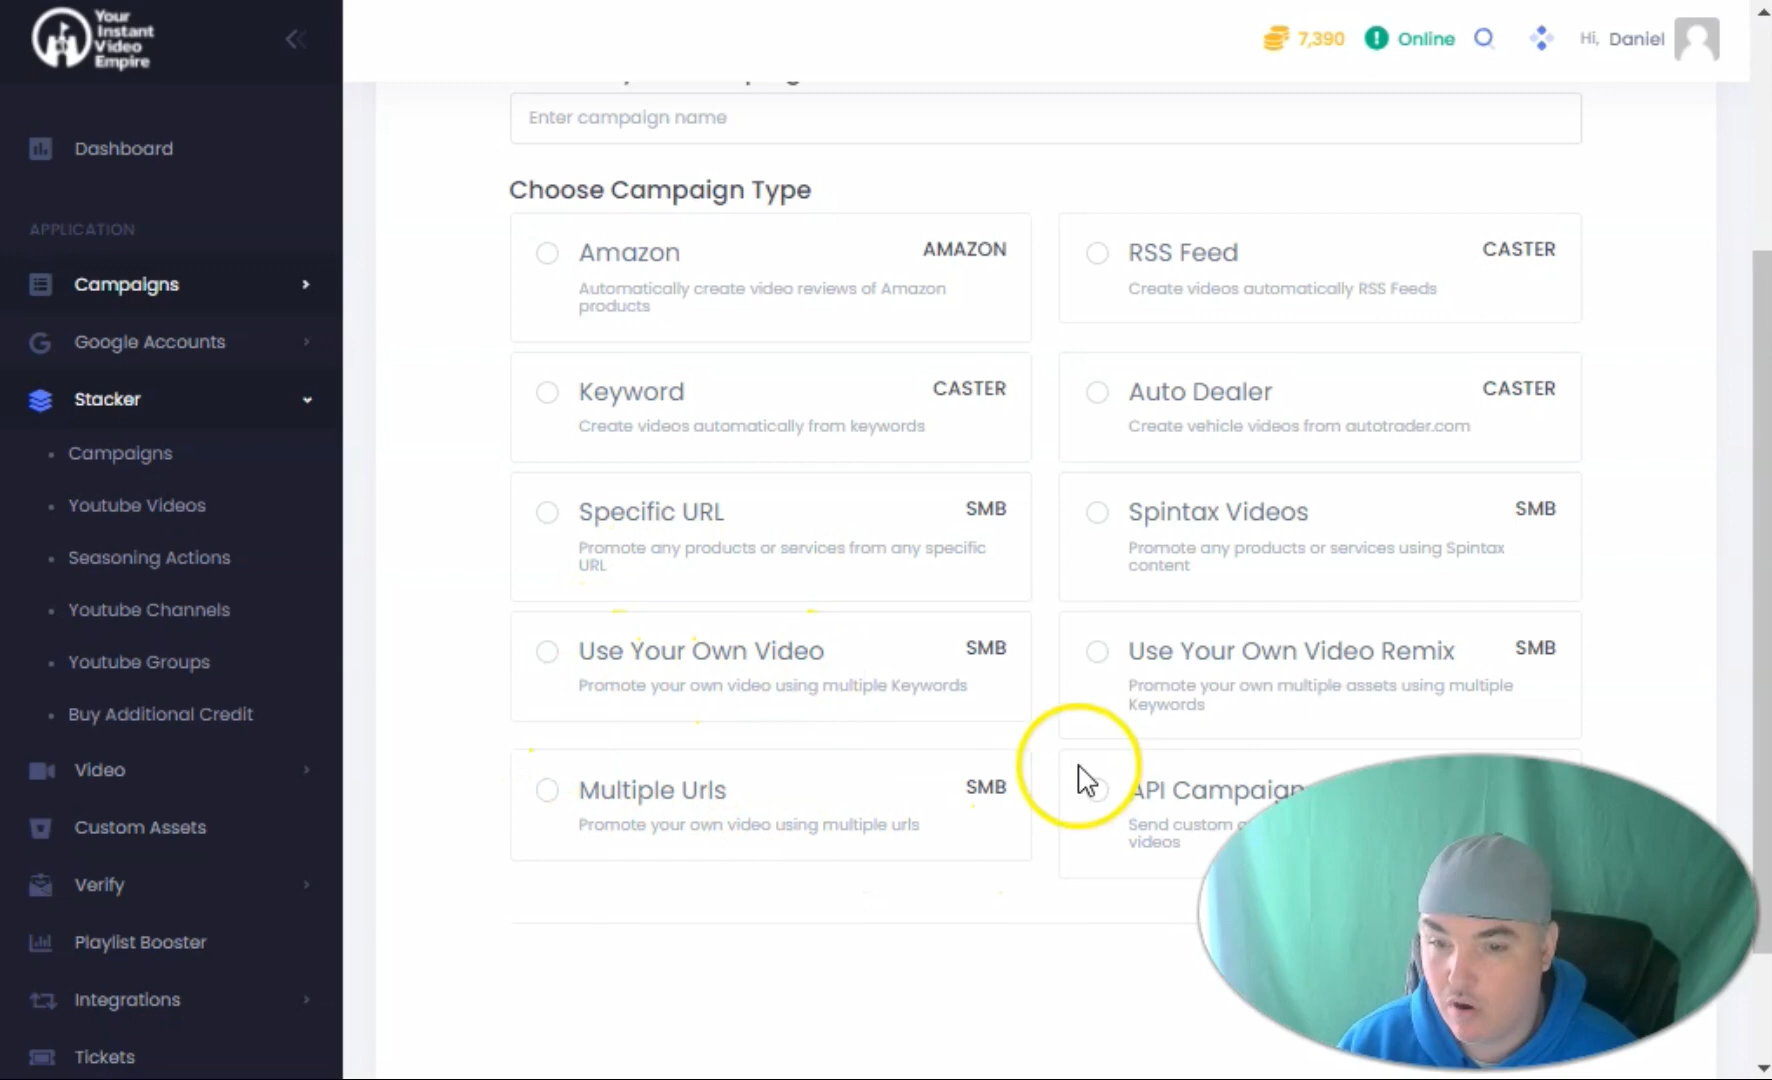 Your
Instant
Video
Empire
7,390
Online
Hi, Daniel
Enter campaign name
Choose Campaign Type
Dashboard
APPLICATION
Campaigns
Google Accounts
Stacker
Campaigns
Youtube Videos
Seasoning Actions
Youtube Channels
Youtube Groups
Buy Additional Credit
Video
Custom Assets
Verify
Playlist Booster
Integrations
Tickets
Amazon AMAZON
Automatically create video reviews of Amazon
products
RSS Feed CASTER
Create videos automatically RSS Feeds
Keyword CASTER
Create videos automatically from keywords
Auto Dealer CASTER
Create vehicle videos from autotrader.com
Specific URL SMB
Promote any products or services from any specific
URL
Spintax Videos SMB
Promote any products or services using Spintax
content
Use Your Own Video SMB
Promote your own video using multiple Keywords
Use Your Own Video Remix SMB
Promote your own multiple assets using multiple
Keywords
Multiple Urls SMB
Promote your own video using multiple urls
API Campaign
Send custom
videos